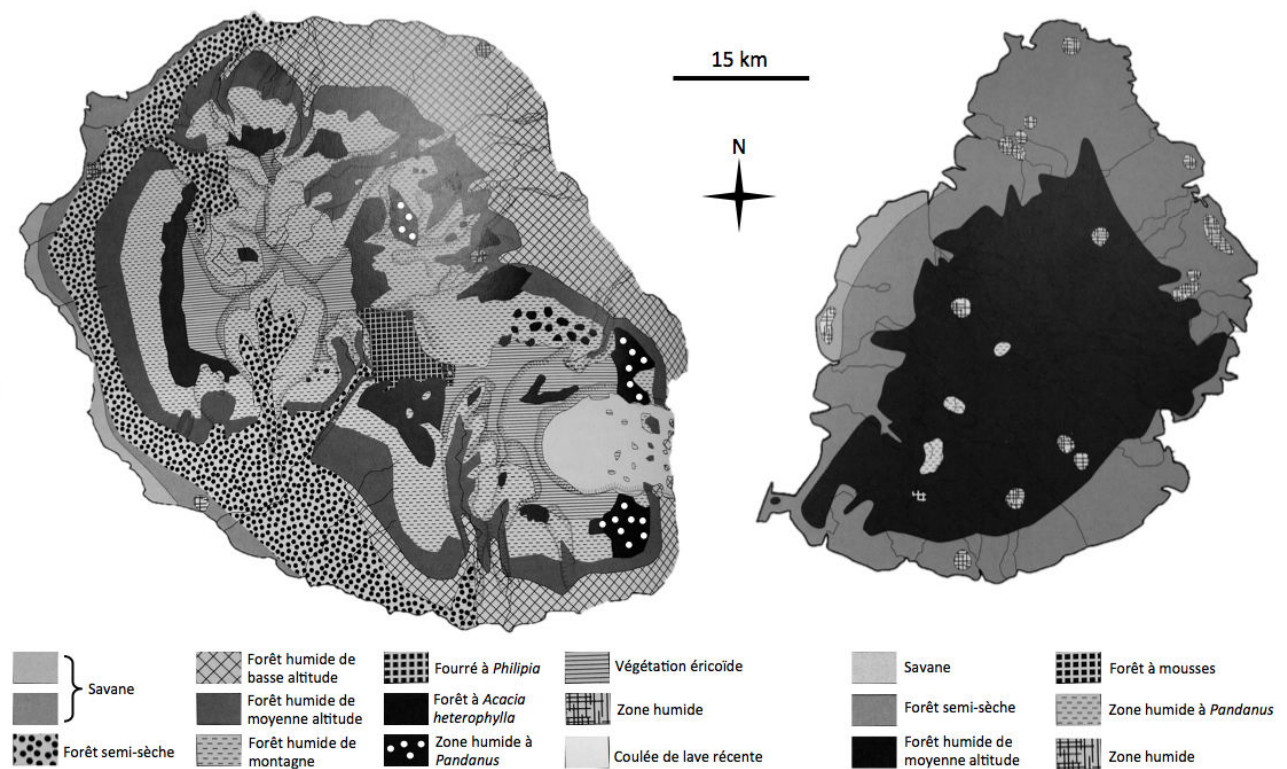 15 km
N
Savane
Forêt semi-sèche
Forêt humide de
basse altitude
Forêt humide de
moyenne altitude
Forêt humide de
montagne
Fourré à Philipia
Forêt à Acacia
heterophylla
Zone humide à
Pandanus
Végétation éricoïde
Zone humide
Coulée de lave récente
Savane
Forêt semi-sèche
Forêt humide de
moyenne altitude
Forêt à mousses
Zone humide à Pandanus
Zone humide